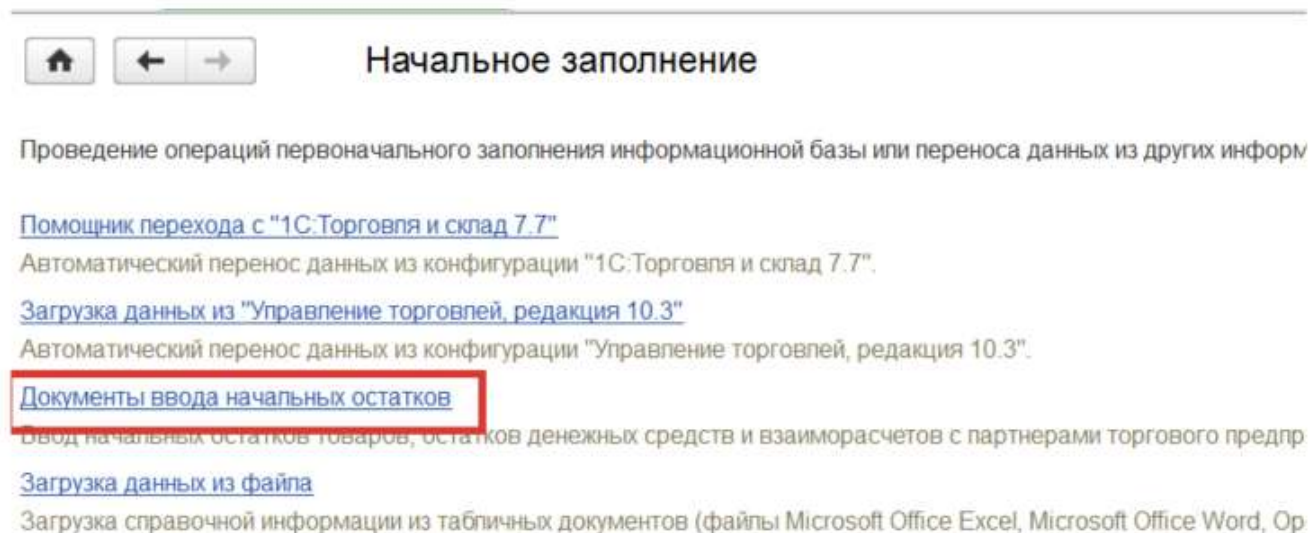 Начальное заполнение
Проведение операций первоначального заполнения информационной базы или переноса данных из других информ
Помощник перехода с "1С:Торговля и склад 7.7"
Автоматический перенос данных из конфигурации "1С:Торговля и склад 7.7".
Загрузка данных из "Управление торговлей, редакция 10.3"
Автоматический перенос данных из конфигурации "Управление торговлей, редакция 10.3".
Документы ввода начальных остатков
Ввод начальных остатков товаров, остатков денежных средств и взаиморасчетов с партнерами торгового предпр
Загрузка данных из файла
Загрузка справочной информации из табличных документов (файлы Microsoft Office Excel, Microsoft Office Word, Op